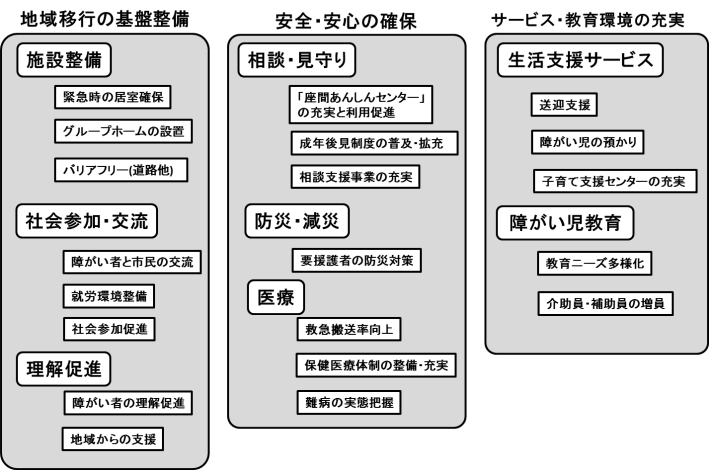 地域移行の基盤整備
施設整備
緊急時の居室確保
グループホームの設置
バリアフリー(道路他)
社会参加・交流
障がい者と市民の交流
就労環境整備
社会参加促進
理解促進
障がい者の理解促進
地域からの支援
安全・安心の確保
相談・見守り
「座間あんしんセンター」
の充実と利用促進
成年後見制度の普及・拡充
相談支援事業の充実
防災・減災
要援護者の防災対策
医療
救急搬送率向上
保健医療体制の整備・充実
難病の実態把握
サービス・教育環境の充実
生活支援サービス
送迎支援
障がい児の預かり
子育て支援センターの充実
障がい児教育
教育ニーズ多様化
介助員・補助員の増員